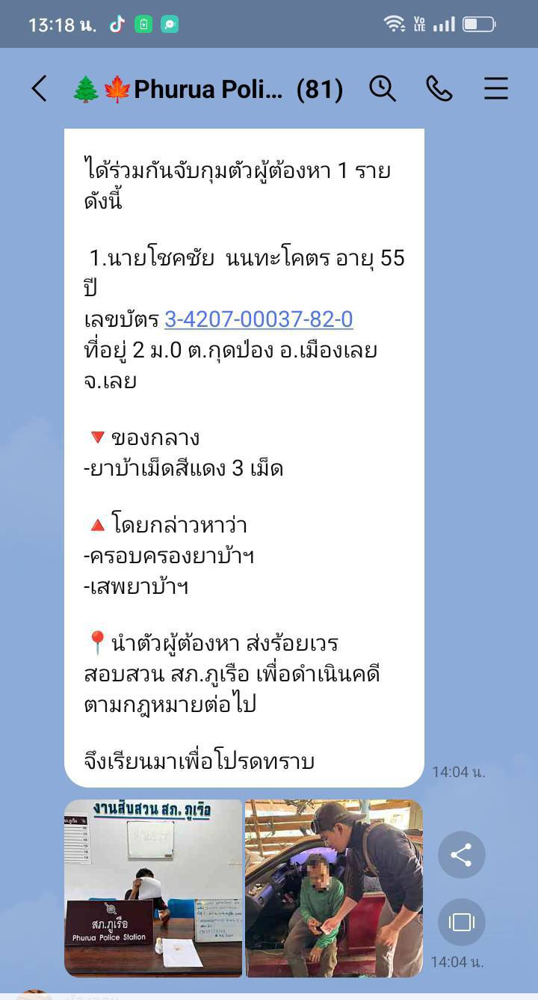 13:18 น.
VoLTE
Phurua Poli... (81)
ได้ร่วมกันจับกุมตัวผู้ต้องหา 1 ราย
ดังนี้
1.นายโชคชัย นนทะโคตร อายุ 55
ปี
เลขบัตร 3-4207-00037-82-0
ที่อยู่ 2 ม.0 ต.กุดป่อง อ.เมืองเลย
จ.เลย
🔻ของกลาง
-ยาบ้าเม็ดสีแดง 3 เม็ด
🔺โดยกล่าวหาว่า
-ครอบครองยาบ้าฯ
-เสพยาบ้าฯ
📍นำตัวผู้ต้องหา ส่งร้อยเวร
สอบสวน สภ.ภูเรือ เพื่อดำเนินคดี
ตามกฎหมายต่อไป
จึงเรียนมาเพื่อโปรดทราบ
14:04 น.
งานสืบสวน สภ. ภูเรือ
สภ.ภูเรือ
Phurua Police Station
14:04 น.